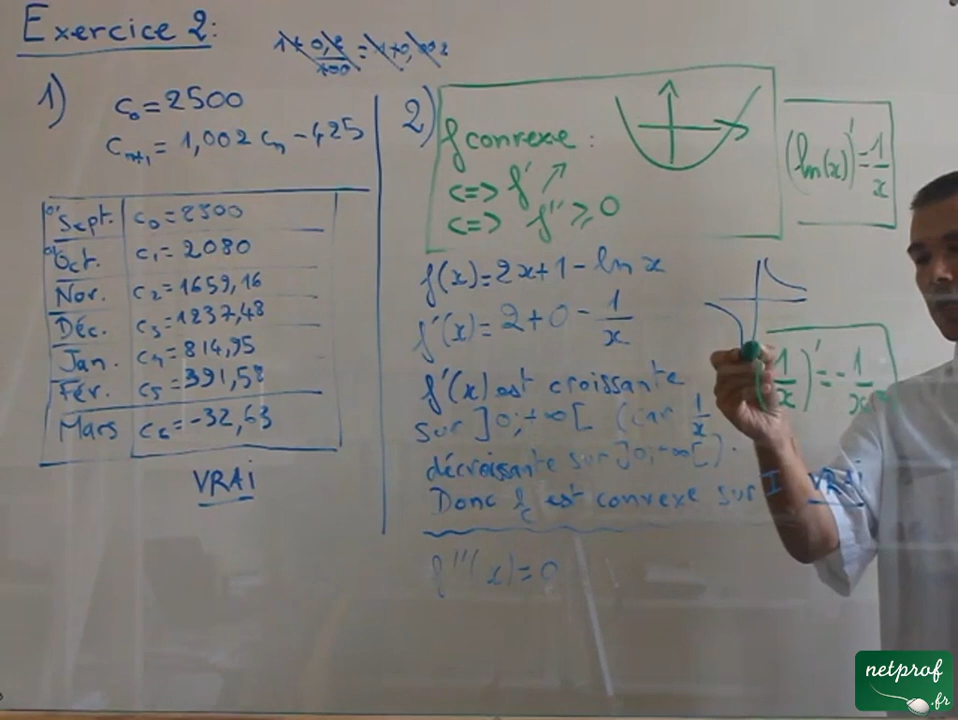 Exercice 2:
1)
c₀ = 2500
cₙ₊₁ = 1,002 cₙ - 425
Sept. c₀ = 2500
Oct. c₁ = 2080
Nov. c₂ = 1659,16
Déc. c₃ = 1237,48
Jan. c₄ = 814,95
Fév. c₅ = 391,58
Mars c₆ = -32,63
VRAI
2)
f convexe :
<=> f' ↗
<=> f'' ≥ 0
(ln(x))' = 1/x
f(x) = 2x + 1 - ln x
f'(x) = 2 + 0 - 1/x
f'(x) est croissante
sur ]0;+∞[ (car 1/x
décroissante sur ]0,+∞[).
Donc f est convexe sur I VRAI
(1/x)' = - 1/x²
f''(x) = 0
netprof
.fr